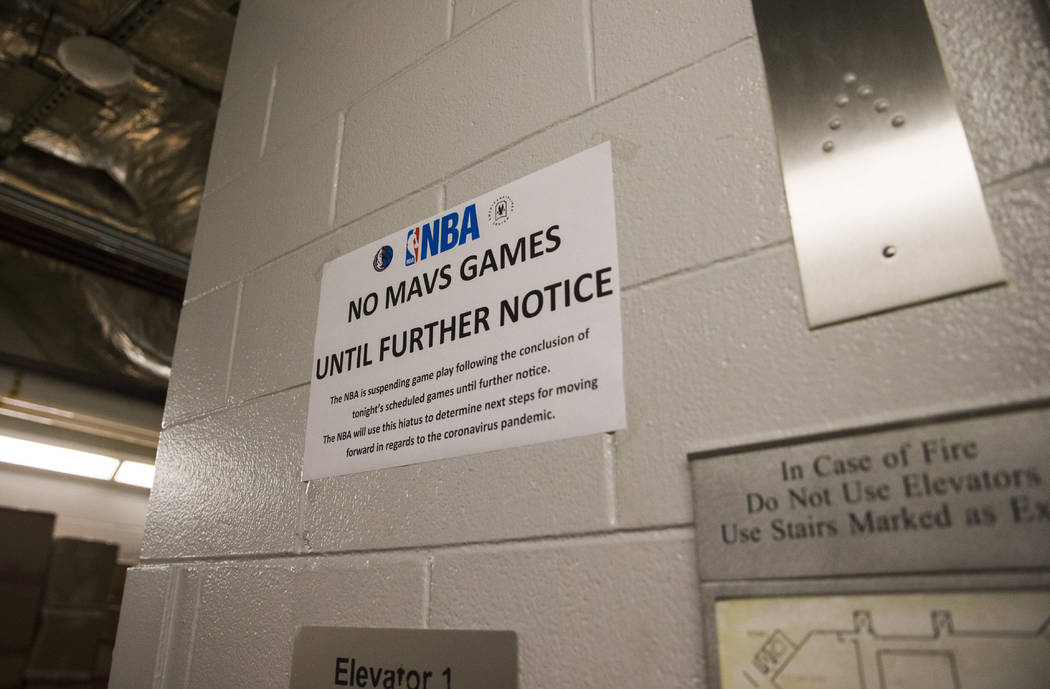 NBA
NO MAVS GAMES
UNTIL FURTHER NOTICE
The NBA is suspending game play following the conclusion of
tonight's scheduled games until further notice.
The NBA will use this hiatus to determine next steps for moving
forward in regards to the coronavirus pandemic.
In Case of Fire
Do Not Use Elevators
Use Stairs Marked as Ex
Elevator 1